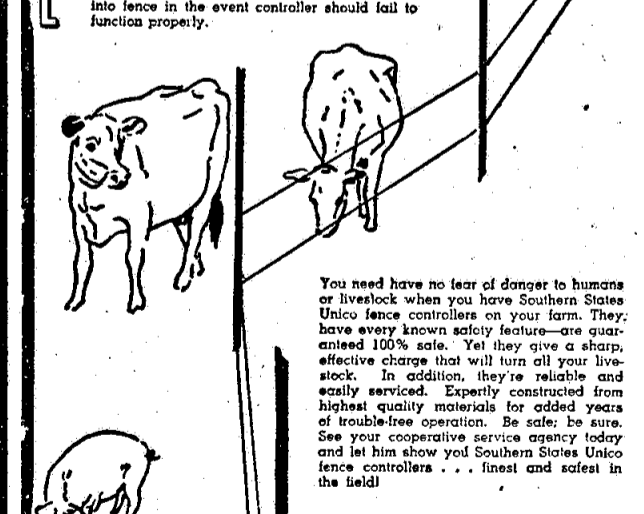 into fence in the event controller should fail to
function properly.
You need have no fear of danger to humans
or livestock when you have Southern States
Unico fence controllers on your farm. They
have every known safety feature—are guar-
anteed 100% safe. Yet they give a sharp,
effective charge that will turn all your live-
stock. In addition, they're reliable and
easily serviced. Expertly constructed from
highest quality materials for added years
of trouble-free operation. Be safe; be sure.
See your cooperative service agency today
and let him show you Southern States Unico
fence controllers . . . finest and safest in
the field!